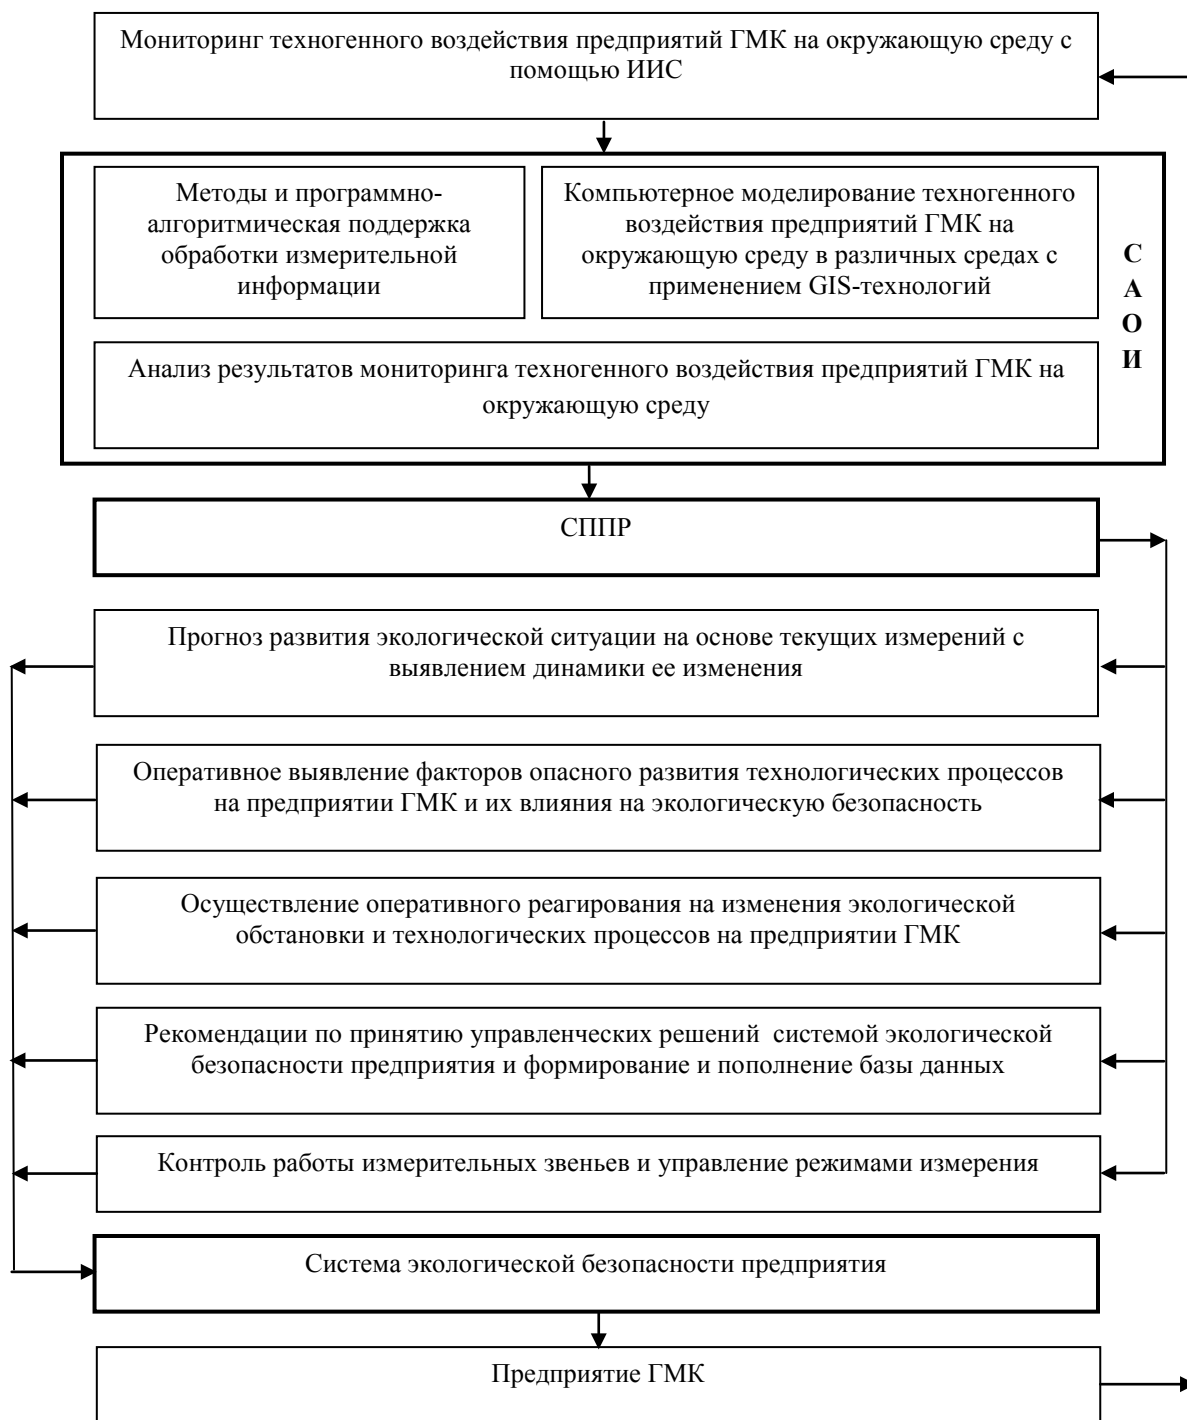 Мониторинг техногенного воздействия предприятий ГМК на окружающую среду с
помощью ИИС
Методы и программно-
алгоритмическая поддержка
обработки измерительной
информации
Компьютерное моделирование техногенного
воздействия предприятий ГМК на
окружающую среду в различных средах с
применением GIS-технологий
С
А
О
И
Анализ результатов мониторинга техногенного воздействия предприятий ГМК на
окружающую среду
СППР
Прогноз развития экологической ситуации на основе текущих измерений с
выявлением динамики ее изменения
Оперативное выявление факторов опасного развития технологических процессов
на предприятии ГМК и их влияния на экологическую безопасность
Осуществление оперативного реагирования на изменения экологической
обстановки и технологических процессов на предприятии ГМК
Рекомендации по принятию управленческих решений  системой экологической
безопасности предприятия и формирование и пополнение базы данных
Контроль работы измерительных звеньев и управление режимами измерения
Система экологической безопасности предприятия
Предприятие ГМК